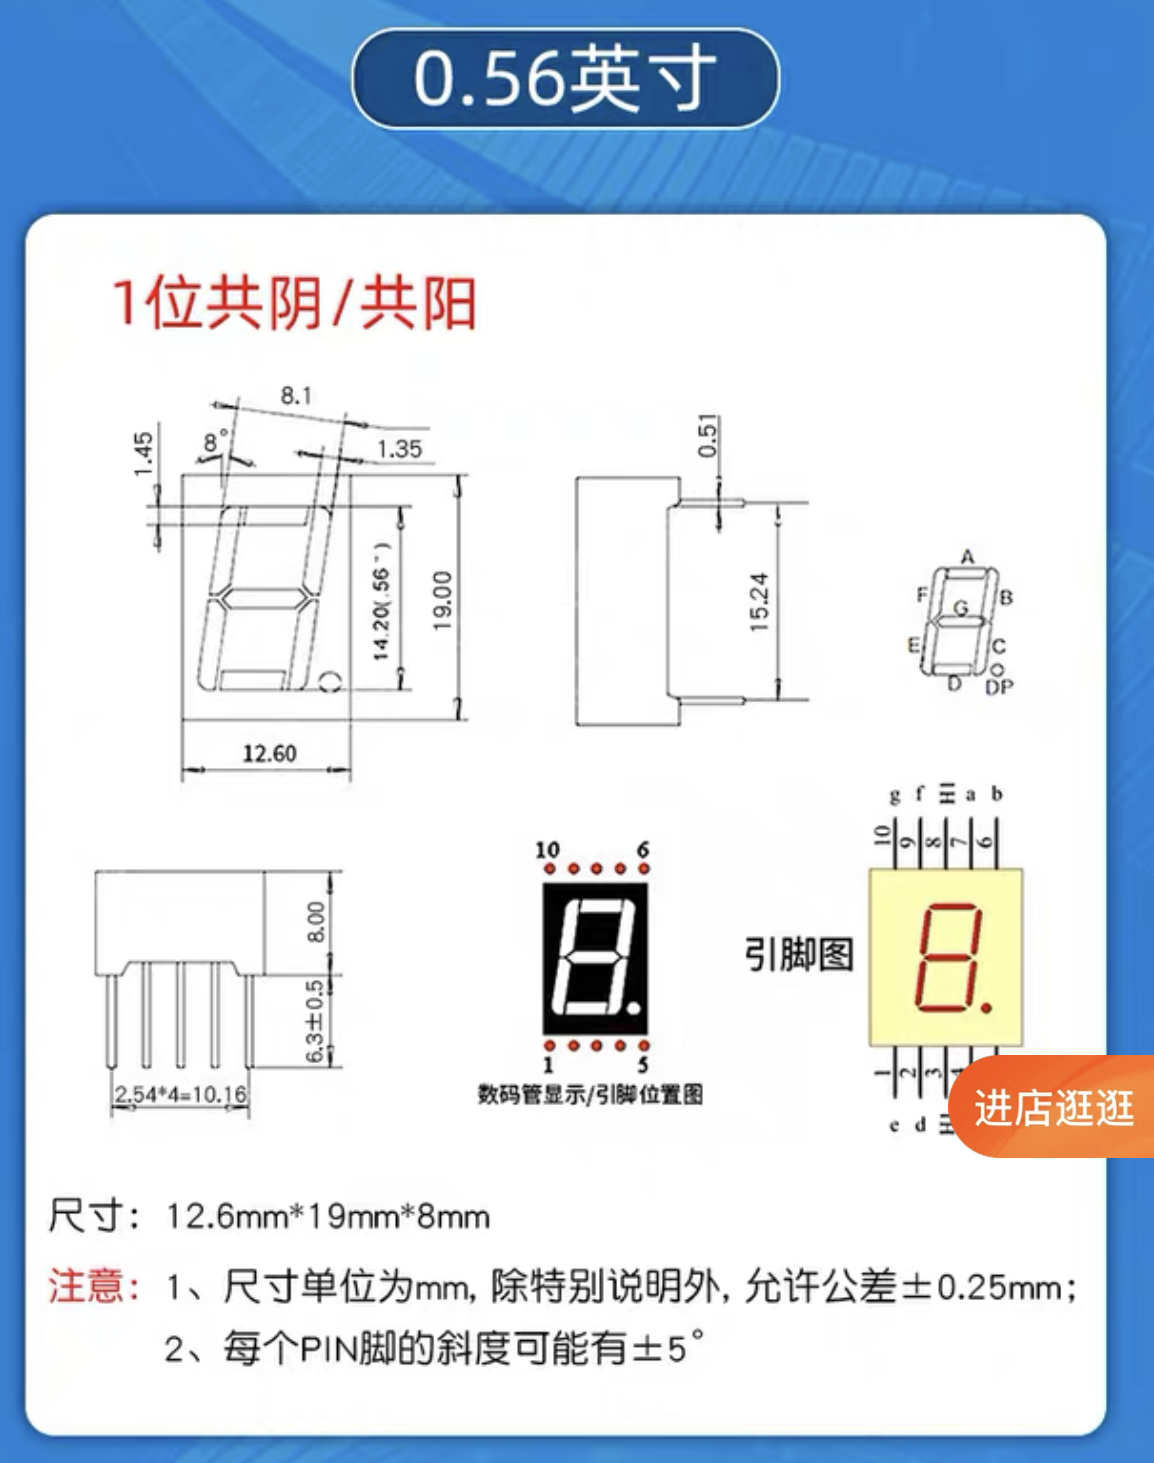 0.56英寸
1位共阴/共阳
8.1
1.45
8°
1.35
14.20(.56")
19.00
12.60
0.51
15.24
A
F
B
G
E
C
D
DP
8.00
6.3±0.5
2.54*4=10.16
10 6
1 5
数码管显示/引脚位置图
引脚图
g f a b
10 9 8 7 6
1 2 3
e d
进店逛逛
尺寸：12.6mm*19mm*8mm
注意：1、尺寸单位为mm, 除特别说明外, 允许公差±0.25mm;
2、每个PIN脚的斜度可能有±5°